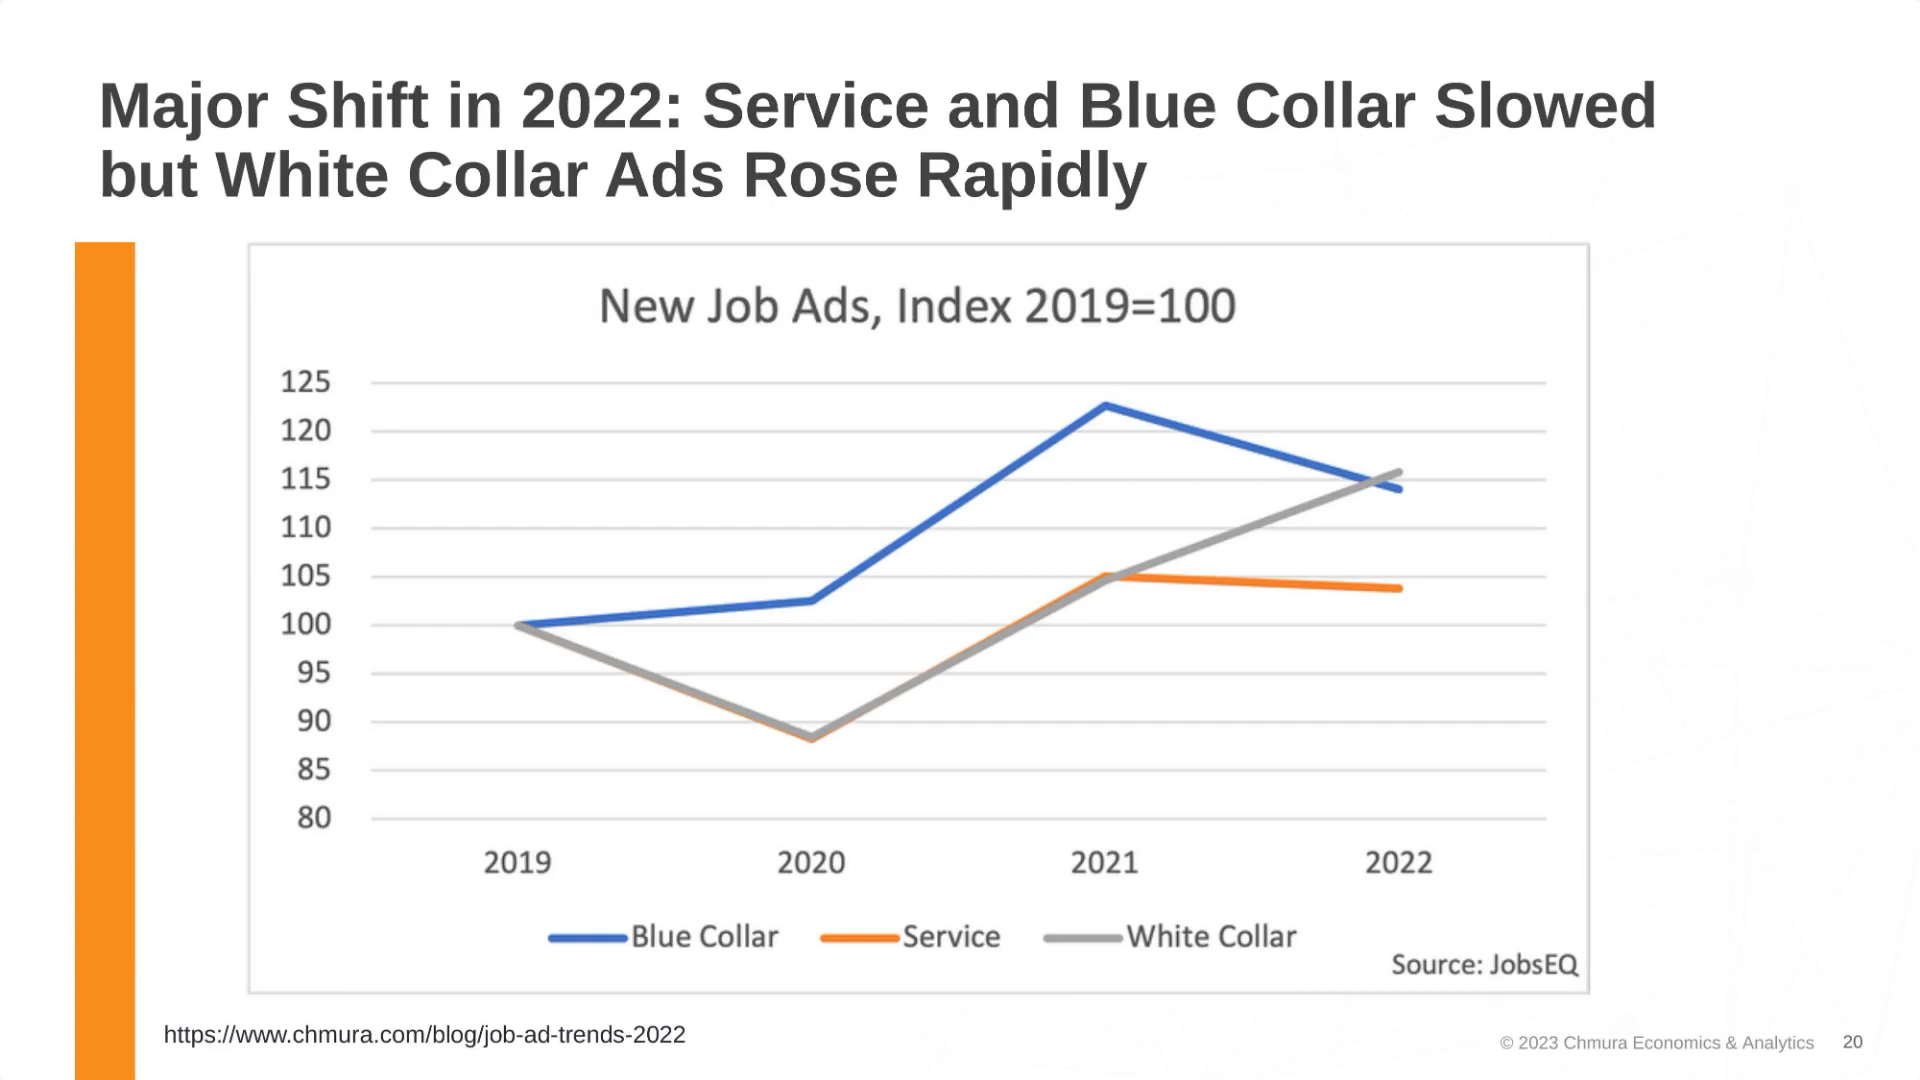 Major Shift in 2022: Service and Blue Collar Slowed
but White Collar Ads Rose Rapidly
New Job Ads, Index 2019=100
125
120
115
110
105
100
95
90
85
80
2019 2020 2021 2022
Blue Collar Service White Collar
Source: JobsEQ
https://www.chmura.com/blog/job-ad-trends-2022
© 2023 Chmura Economics & Analytics 20